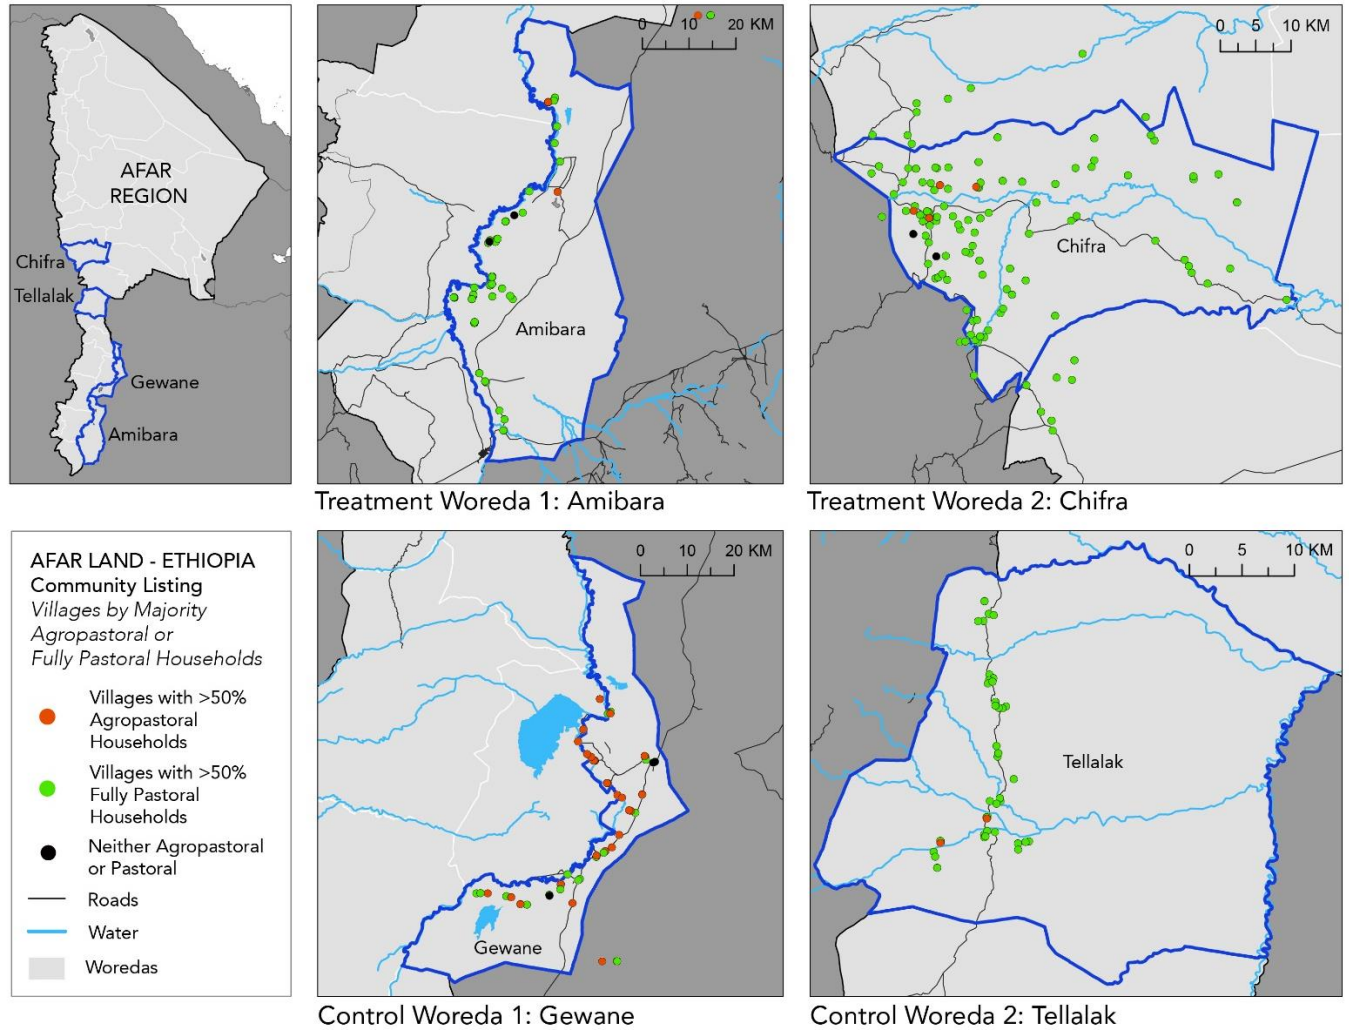 AFAR
REGION
Chifra
Tellalak
Gewane
Amibara
0 10 20 KM
Amibara
Treatment Woreda 1: Amibara
0 5 10 KM
Chifra
Treatment Woreda 2: Chifra
AFAR LAND - ETHIOPIA
Community Listing
Villages by Majority
Agropastoral or
Fully Pastoral Households
Villages with >50%
Agropastoral
Households
Villages with >50%
Fully Pastoral
Households
Neither Agropastoral
or Pastoral
Roads
Water
Woredas
0 10 20 KM
Gewane
Control Woreda 1: Gewane
0 5 10 KM
Tellalak
Control Woreda 2: Tellalak